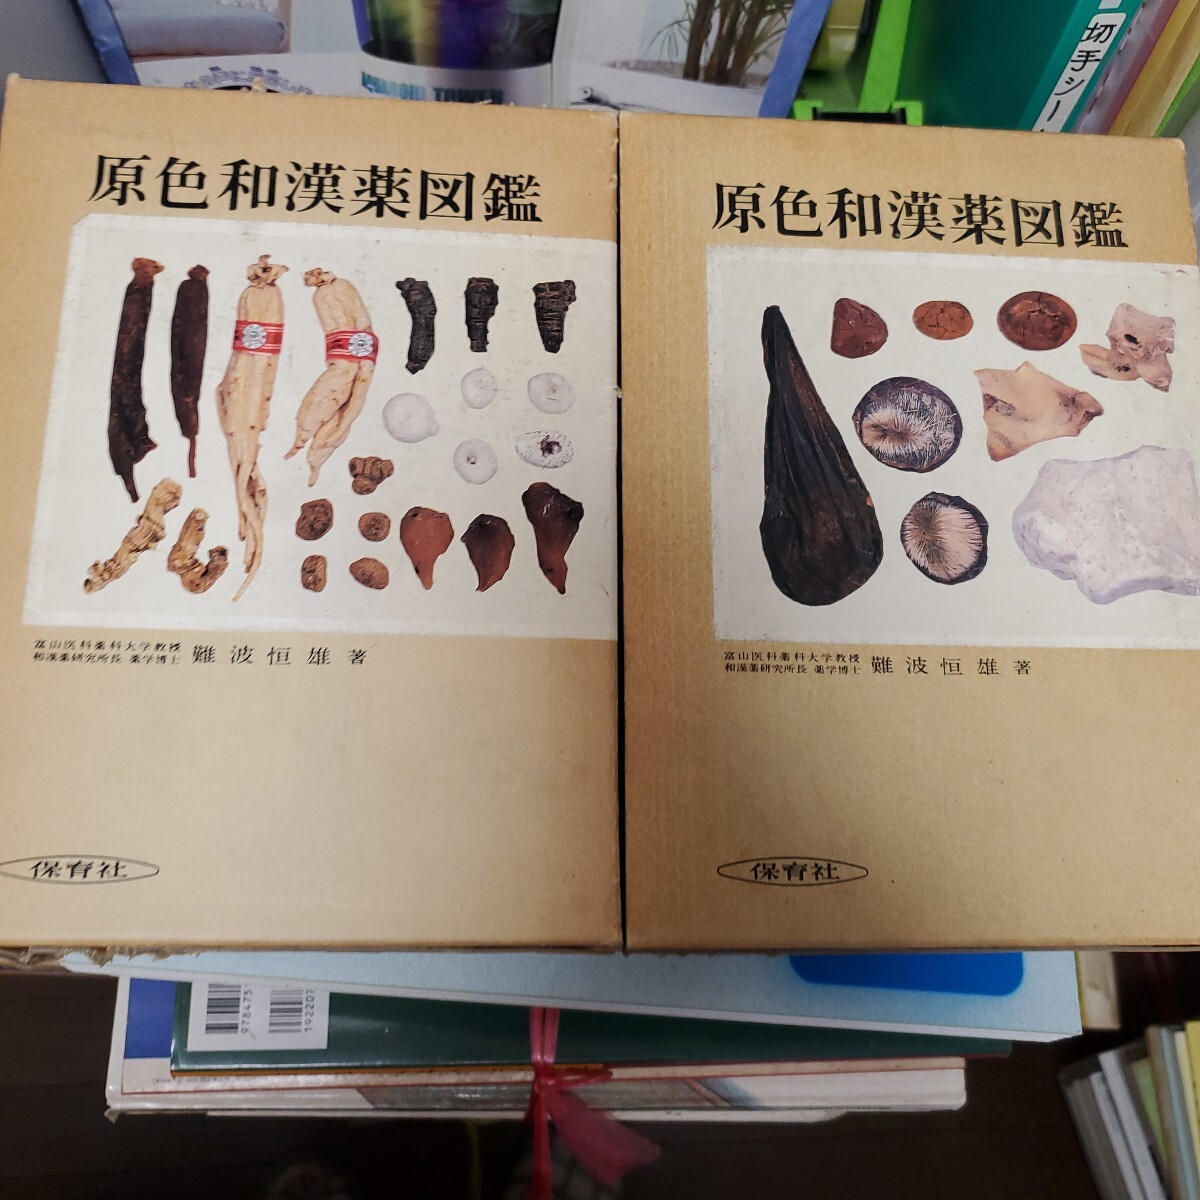 TOWER
切手シー
原色和漢薬図鑑
富山医科薬科大学教授
和漢薬研究所長 薬学博士 難波恒雄著
保育社
原色和漢薬図鑑
富山医科薬科大学教授
和漢薬研究所長 薬学博士 難波恒雄著
保育社
978475
192207